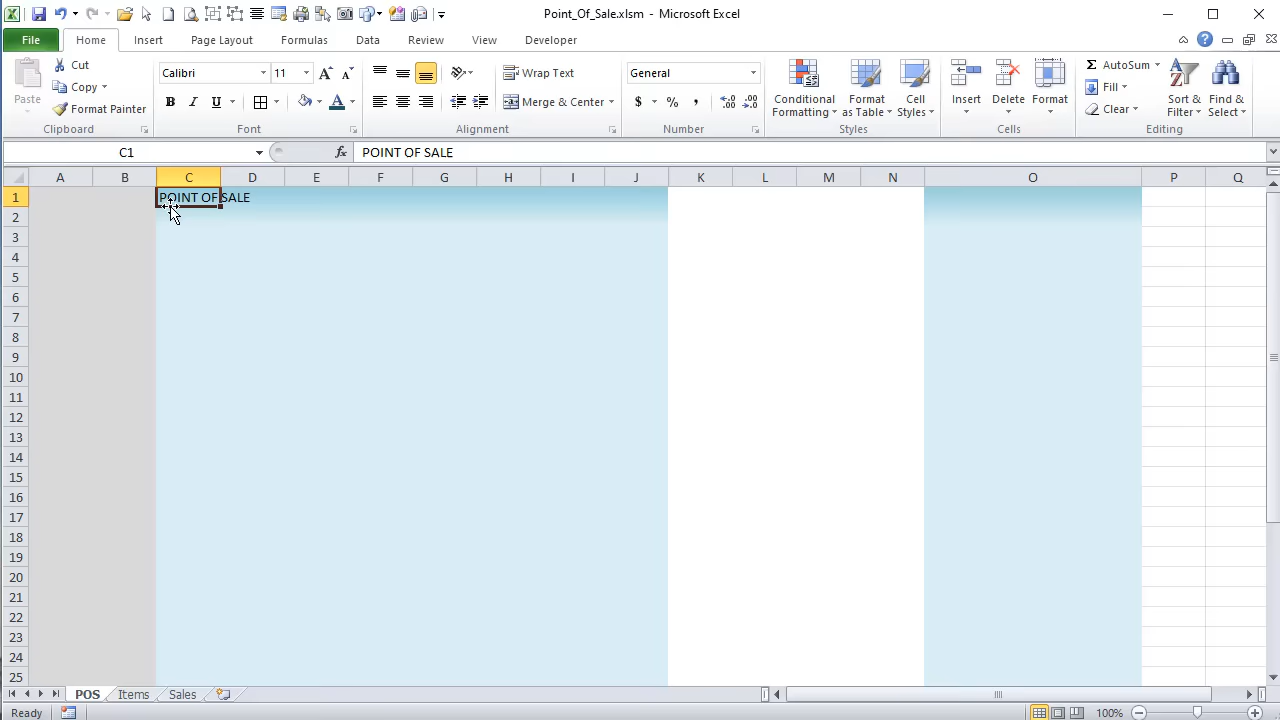 Point_Of_Sale.xlsm - Microsoft Excel
File Home Insert Page Layout Formulas Data Review View Developer
Paste
Cut
Copy
Format Painter
Clipboard
Calibri 11
B I U
Font
Wrap Text
Merge & Center
Alignment
General
$ % ,
Number
Conditional Formatting
Format as Table
Cell Styles
Styles
Insert Delete Format
Cells
AutoSum
Fill
Clear
Sort & Filter
Find & Select
Editing
C1 fx POINT OF SALE
A B C D E F G H I J K L M N O P Q
1 POINT OF SALE
2
3
4
5
6
7
8
9
10
11
12
13
14
15
16
17
18
19
20
21
22
23
24
25
POS Items Sales
Ready 100%